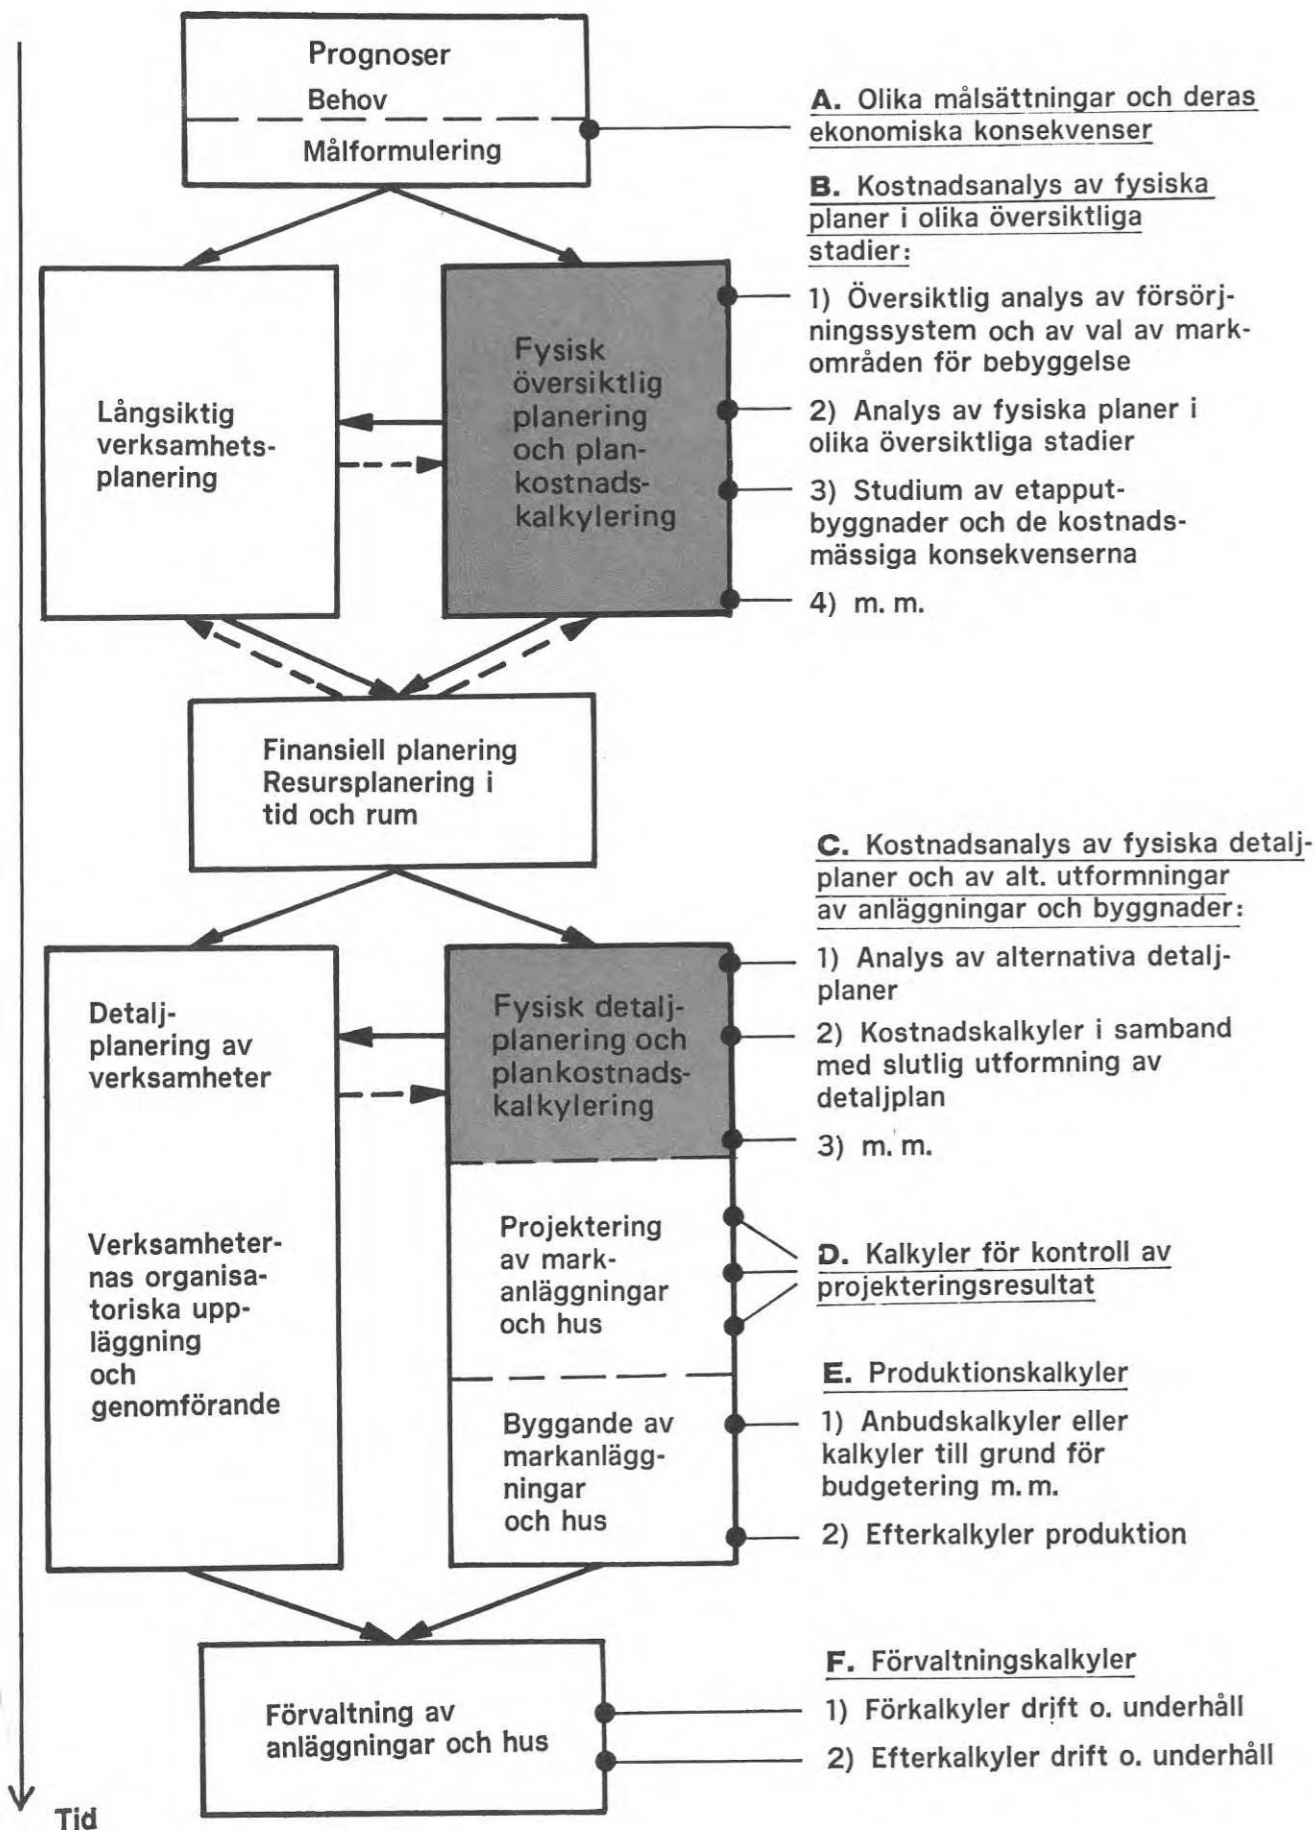 Prognoser
Behov
Målformulering
A. Olika målsättningar och deras
ekonomiska konsekvenser
B. Kostnadsanalys av fysiska
planer i olika översiktliga
stadier:
1) Översiktlig analys av försörj-
ningssystem och av val av mark-
områden för bebyggelse
2) Analys av fysiska planer i
olika översiktliga stadier
3) Studium av etapput-
byggnader och de kostnads-
mässiga konsekvenserna
4) m. m.
Långsiktig
verksamhets-
planering
Fysisk
översiktlig
planering
och plan-
kostnads-
kalkylering
Finansiell planering
Resursplanering i
tid och rum
C. Kostnadsanalys av fysiska detalj-
planer och av alt. utformningar
av anläggningar och byggnader:
1) Analys av alternativa detalj-
planer
2) Kostnadskalkyler i samband
med slutlig utformning av
detaljplan
3) m. m.
Detalj-
planering av
verksamheter
Verksamheter-
nas organisa-
toriska upp-
läggning
och
genomförande
Fysisk detalj-
planering och
plankostnads-
kalkylering
Projektering
av mark-
anläggningar
och hus
Byggande av
markanlägg-
ningar
och hus
D. Kalkyler för kontroll av
projekteringsresultat
E. Produktionskalkyler
1) Anbudskalkyler eller
kalkyler till grund för
budgetering m. m.
2) Efterkalkyler produktion
Förvaltning av
anläggningar och hus
F. Förvaltningskalkyler
1) Förkalkyler drift o. underhåll
2) Efterkalkyler drift o. underhåll
Tid